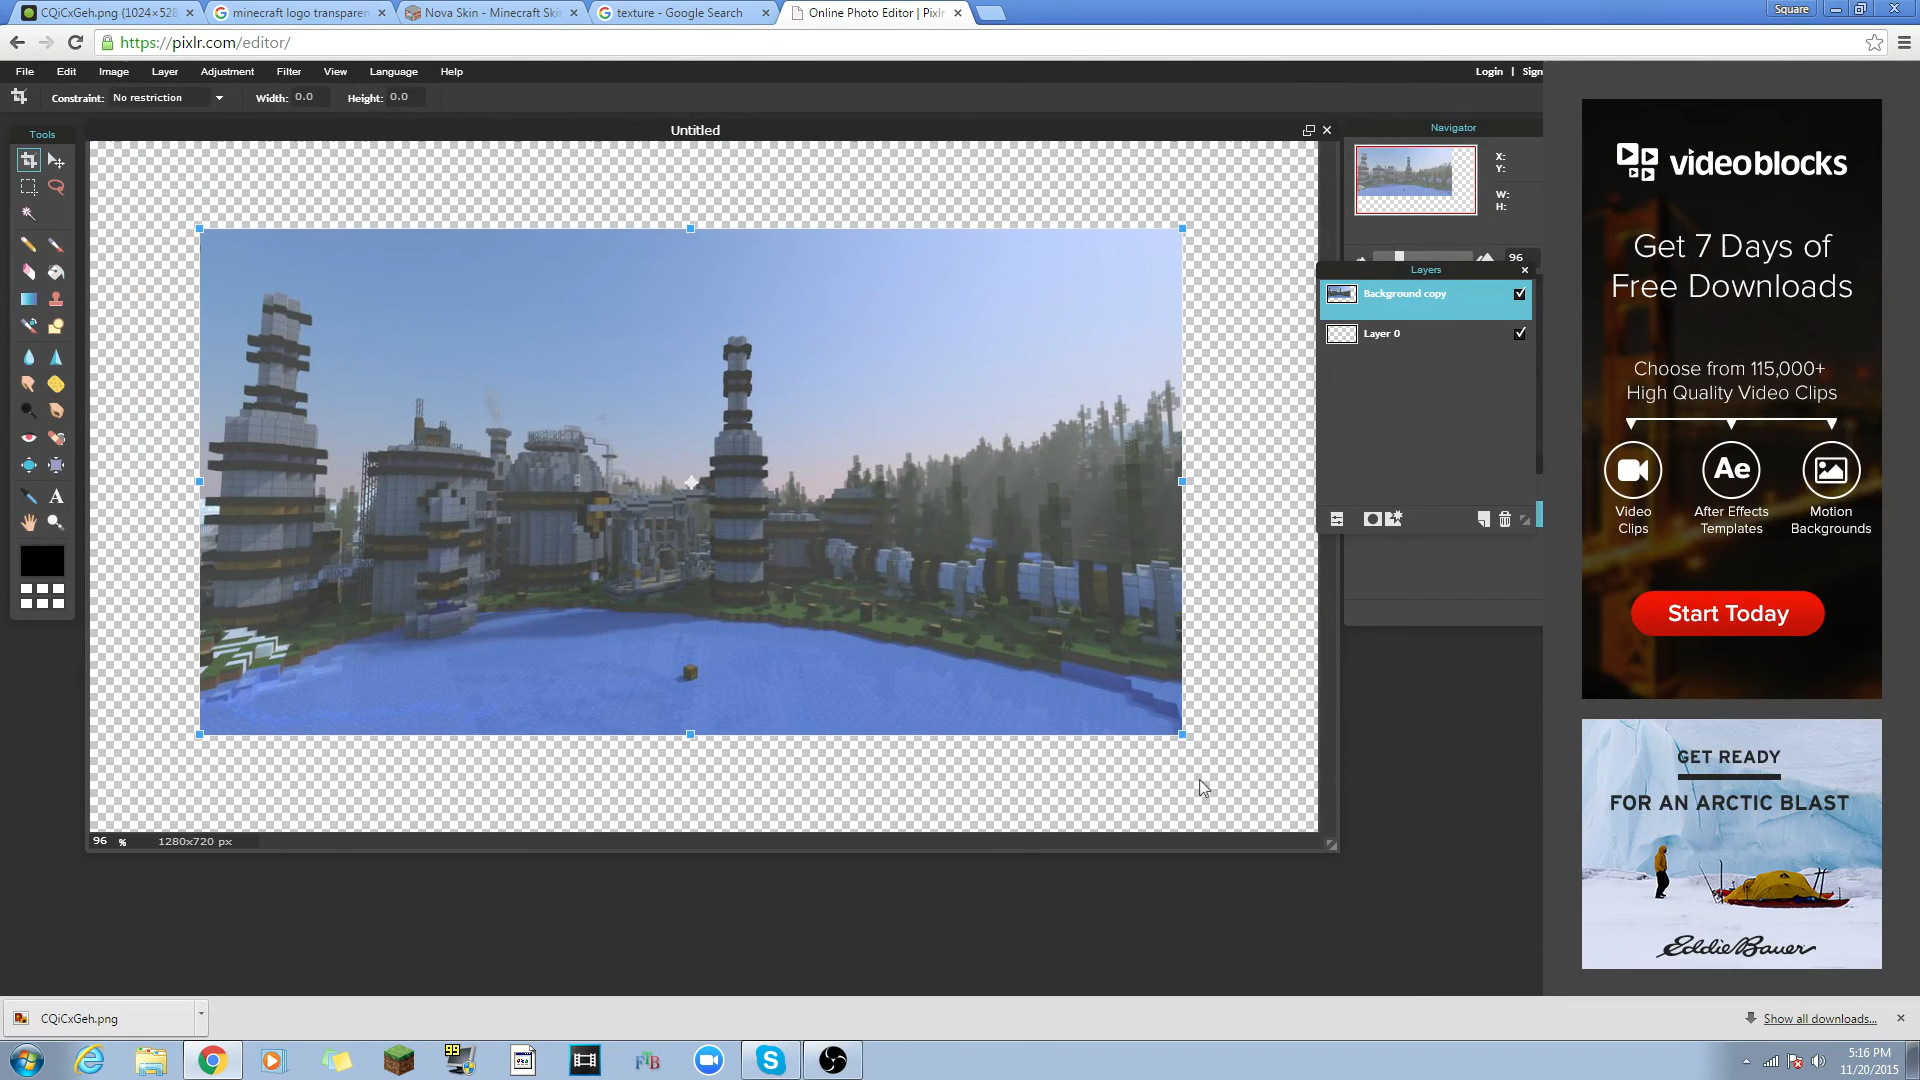 CQiCxGeh.png (1024×528
minecraft logo transparen
Nova Skin - Minecraft Ski
texture - Google Search
Online Photo Editor | Pixlr
Square
https://pixlr.com/editor/
File Edit Image Layer Adjustment Filter View Language Help
Login | Sign
Constraint: No restriction Width: 0.0 Height: 0.0
Tools
Untitled
Navigator
X:
Y:
W:
H:
96
Layers
Background copy
Layer 0
A
96 % 1280x720 px
videoblocks
Get 7 Days of
Free Downloads
Choose from 115,000+
High Quality Video Clips
Ae
Video
Clips
After Effects
Templates
Motion
Backgrounds
Start Today
GET READY
FOR AN ARCTIC BLAST
Eddie Bauer
CQiCxGeh.png
Show all downloads...
99
FTB
S
5:16 PM
11/20/2015